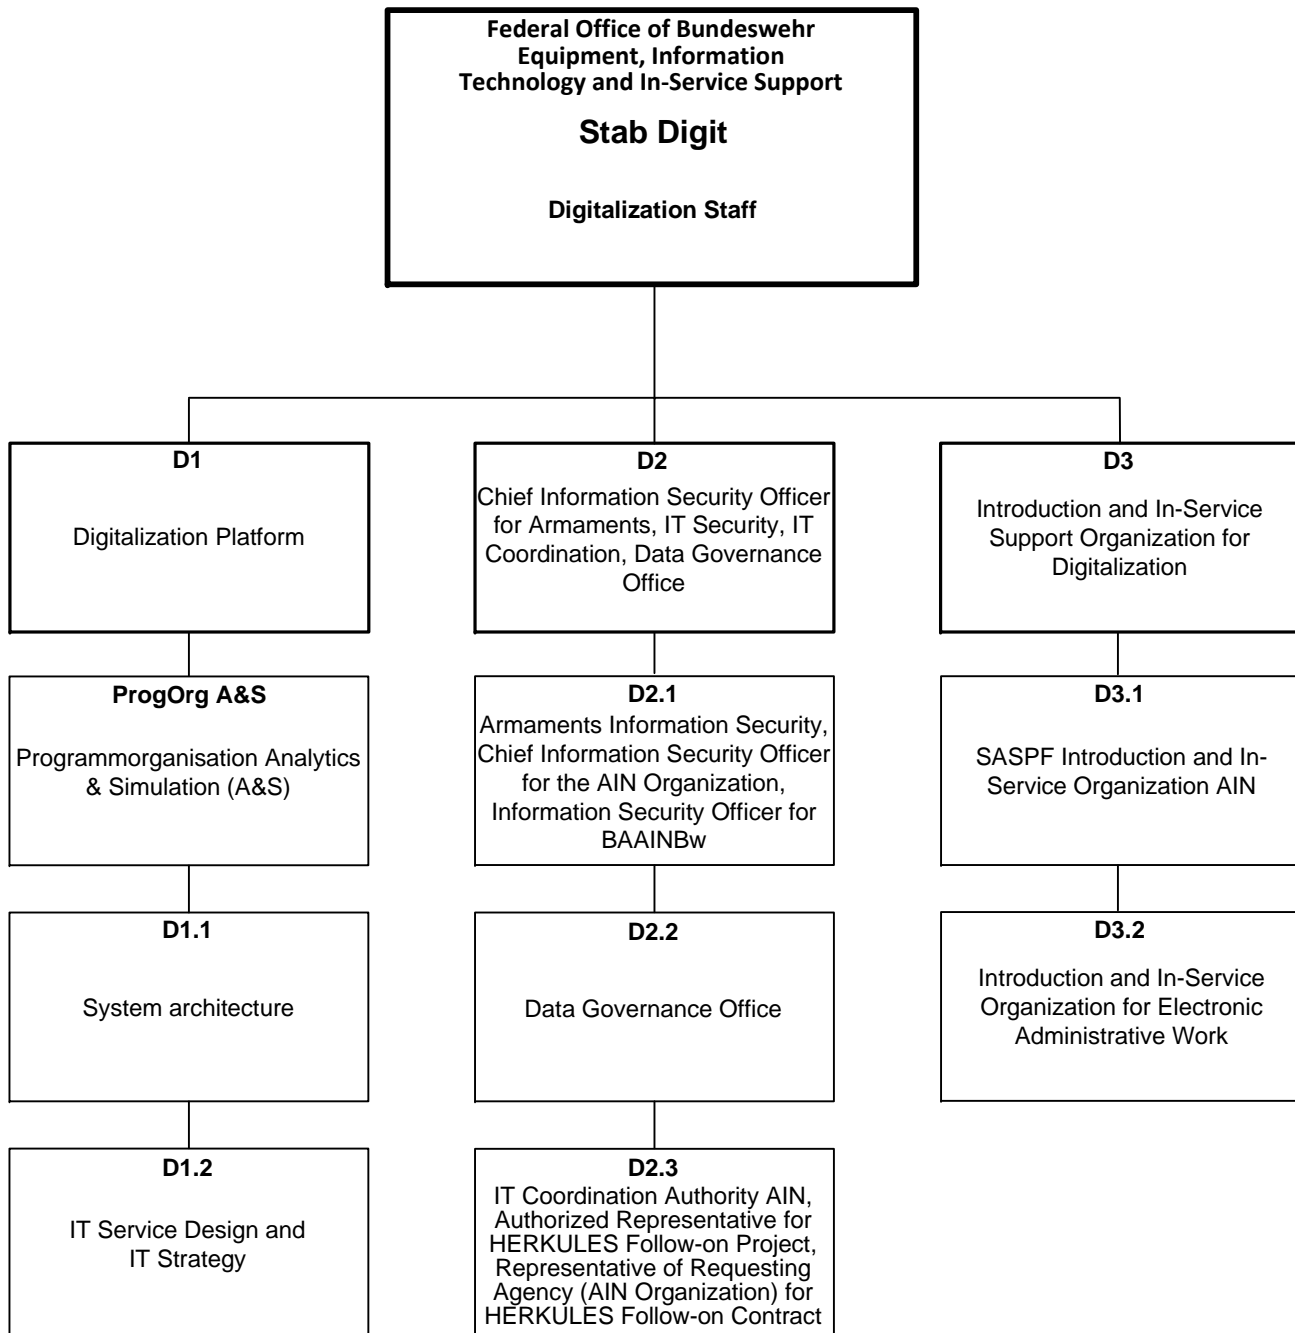 Federal Office of Bundeswehr
Equipment, Information
Technology and In-Service Support
Stab Digit
Digitalization Staff
D1
Digitalization Platform
D2
Chief Information Security Officer
for Armaments, IT Security, IT
Coordination, Data Governance
Office
D3
Introduction and In-Service
Support Organization for
Digitalization
ProgOrg A&S
Programmorganisation Analytics
& Simulation (A&S)
D2.1
Armaments Information Security,
Chief Information Security Officer
for the AIN Organization,
Information Security Officer for
BAAINBw
D3.1
SASPF Introduction and In-
Service Organization AIN
D1.1
System architecture
D2.2
Data Governance Office
D3.2
Introduction and In-Service
Organization for Electronic
Administrative Work
D1.2
IT Service Design and
IT Strategy
D2.3
IT Coordination Authority AIN,
Authorized Representative for
HERKULES Follow-on Project,
Representative of Requesting
Agency (AIN Organization) for
HERKULES Follow-on Contract